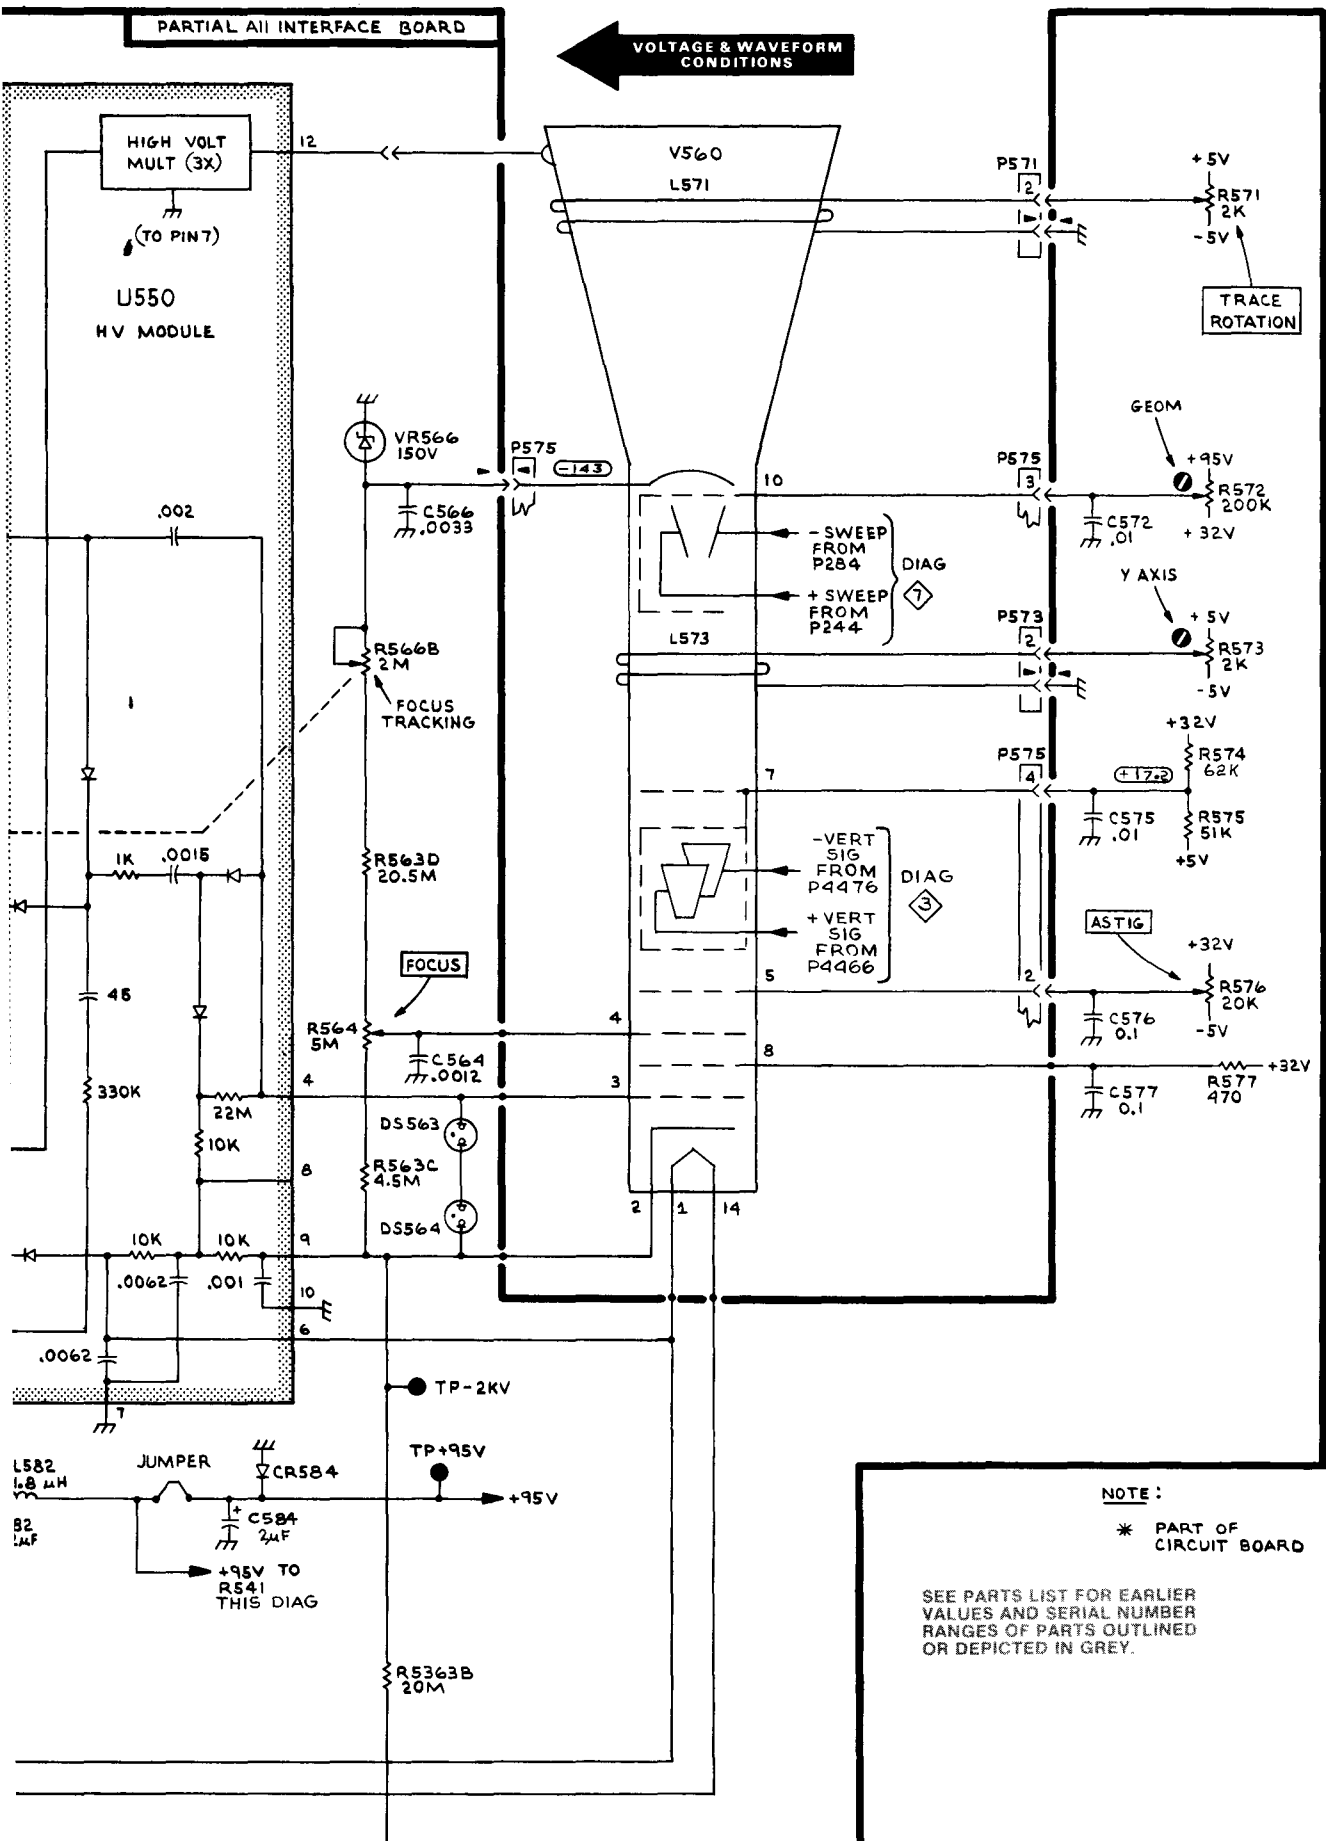 PARTIAL A11 INTERFACE BOARD
VOLTAGE & WAVEFORM
CONDITIONS
HIGH VOLT
MULT (3X)
12
(TO PIN 7)
U550
HV MODULE
V560
L571
P571
2
+5V
R571
2K
-5V
TRACE
ROTATION
VR566
150V
P575
-143
C566
.0033
10
P575
3
GEOM
+95V
R572
200K
+32V
C572
.01
.002
-SWEEP
FROM
P284
+SWEEP
FROM
P244
DIAG
7
Y AXIS
L573
P573
2
+5V
R573
2K
-5V
R566B
2M
FOCUS
TRACKING
1
7
P575
4
+17.2
+32V
R574
62K
C575
.01
R575
51K
+5V
1K
.0015
R563D
20.5M
-VERT
SIG
FROM
P4476
+VERT
SIG
FROM
P4466
DIAG
3
ASTIG
45
FOCUS
5
2
+32V
R576
20K
-5V
C576
0.1
R564
5M
4
C564
.0012
8
C577
0.1
R577
470
+32V
330K
22M
4
3
DS563
10K
8
R563C
4.5M
DS564
2
1
14
10K
10K
9
.0062
.001
10
6
.0062
7
TP-2KV
L582
1.8 µH
JUMPER
CR584
TP+95V
+95V
82
2µF
+
C584
2µF
+95V TO
R541
THIS DIAG
NOTE:
* PART OF
CIRCUIT BOARD
SEE PARTS LIST FOR EARLIER
VALUES AND SERIAL NUMBER
RANGES OF PARTS OUTLINED
OR DEPICTED IN GREY.
R5363B
20M